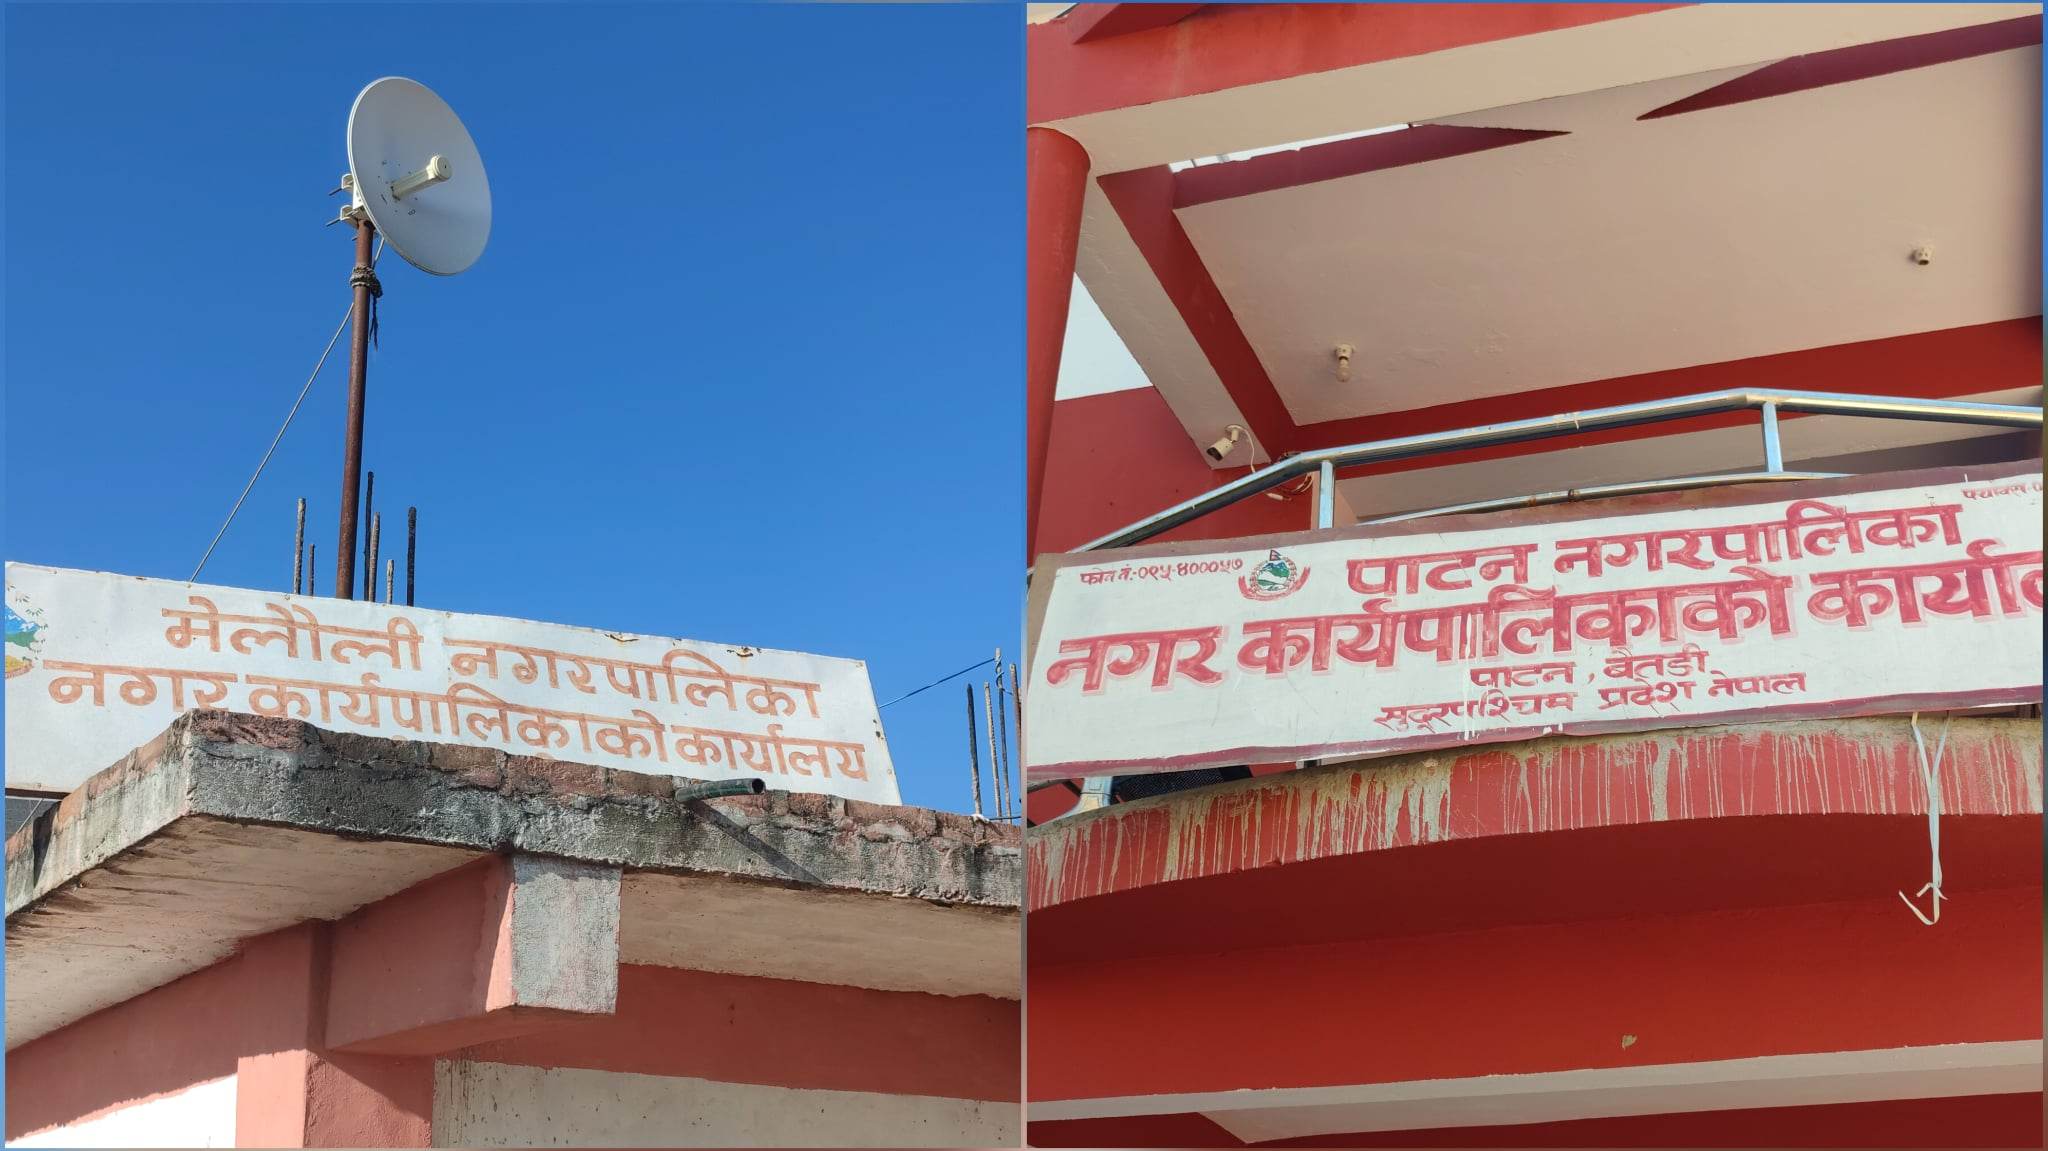 मेलौली नगरपालिका
नगर कार्यपालिकाको कार्यालय
फोन नं.:-०९५-४०००५७
पाटन नगरपालिका
नगर कार्यपालिकाको
पाटन, बैतडी
सुदूरपश्चिम प्रदेश नेपाल